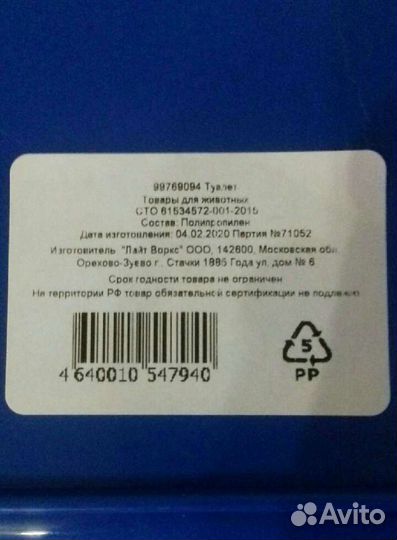 99769094 Туалет
Товары для животных
СТО 61534572-001-2015
Состав: Полипропилен
Дата изготовления: 04.02.2020 Партия №71052
Изготовитель "Лайт Воркс" ООО, 142600, Московская обл.
Орехово-Зуево г., Стачки 1885 Года ул, дом № 6
Срок годности товара не ограничен
На территории РФ товар обязательной сертификации не подлежит
4 640010 547940
5
PP
Avito